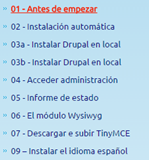 » 01 - Antes de empezar
» 02 - Instalación automática
» 03a - Instalar Drupal en local
» 03b - Instalar Drupal en local
» 04 - Acceder administración
» 05 - Informe de estado
» 06 - El módulo Wysiwyg
» 07 - Descargar e subir TinyMCE
» 09 – Instalar el idioma español